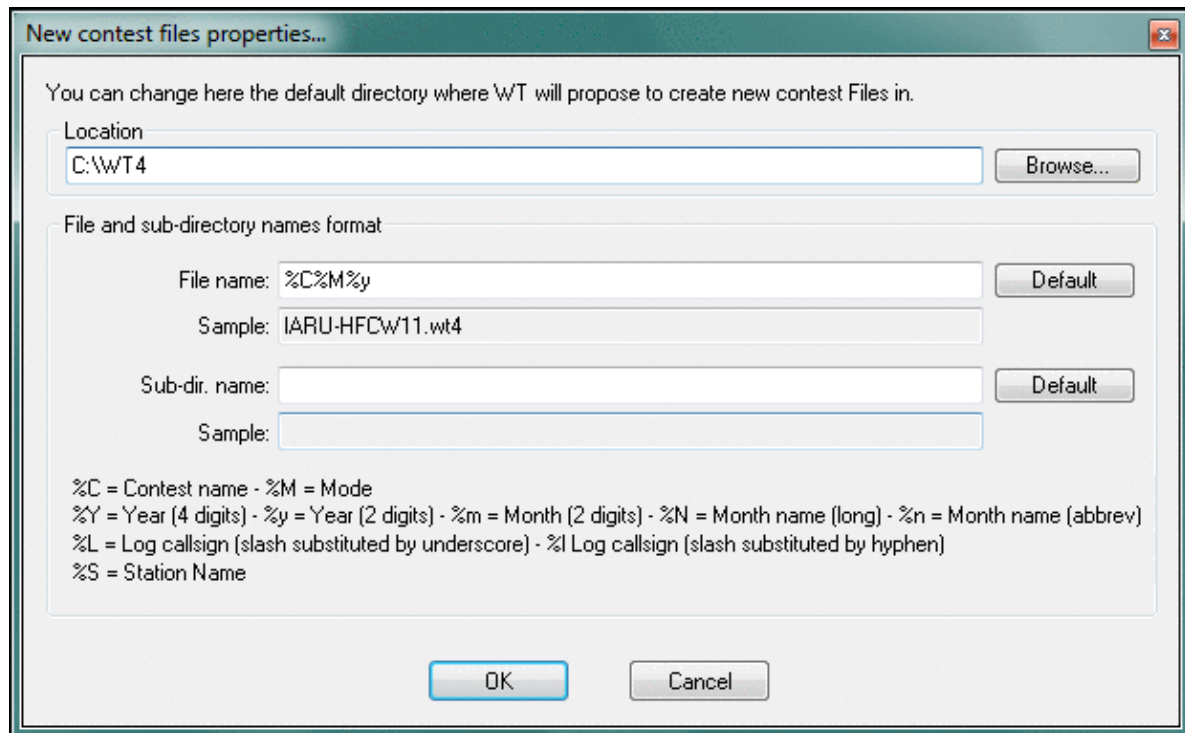 New contest files properties...
You can change here the default directory where WT will propose to create new contest Files in.
Location
C:\WT4
Browse...
File and sub-directory names format
File name: %C%M%y Default
Sample: IARU-HFCW11.wt4
Sub-dir. name: Default
Sample:
%C = Contest name - %M = Mode
%Y = Year (4 digits) - %y = Year (2 digits) - %m = Month (2 digits) - %N = Month name (long) - %n = Month name (abbrev)
%L = Log callsign (slash substituted by underscore) - %l Log callsign (slash substituted by hyphen)
%S = Station Name
OK Cancel